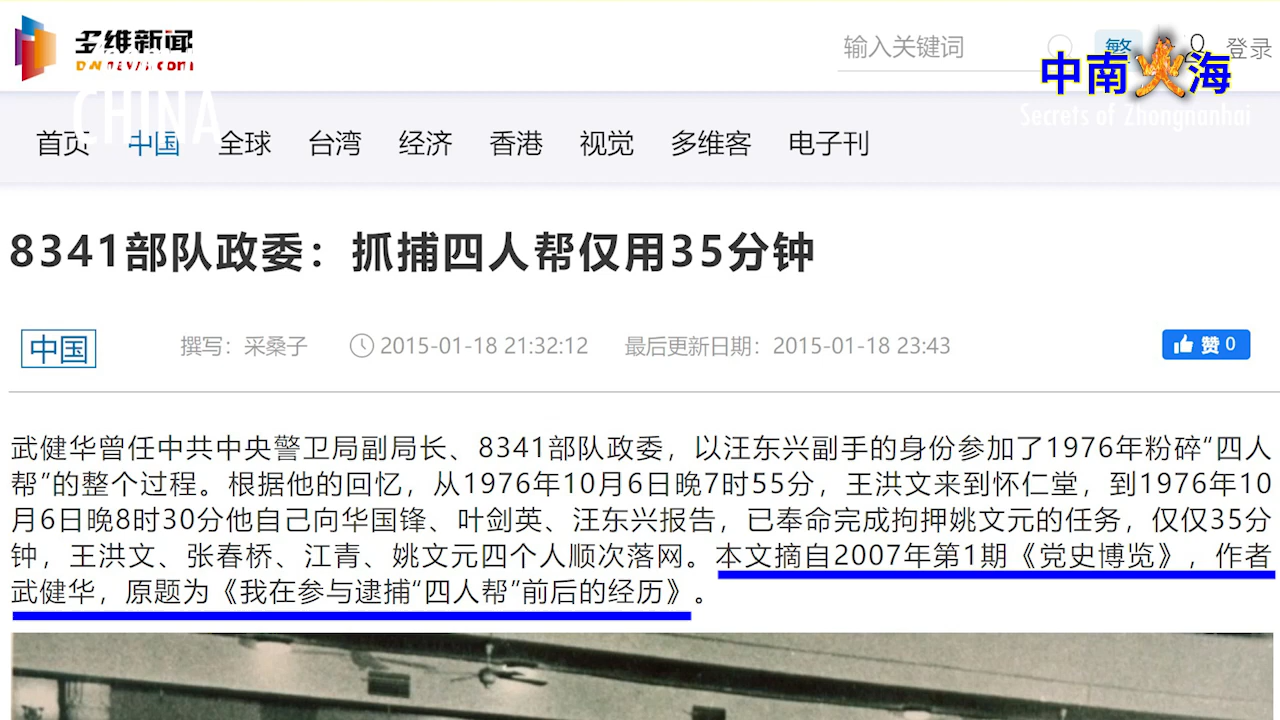 多维新闻
DWnews.com
输入关键词
繁
登录
中南海
Secrets of Zhongnanhai
CHINA
首页 中国 全球 台湾 经济 香港 视觉 多维客 电子刊
8341部队政委：抓捕四人帮仅用35分钟
中国
撰写：采桑子
2015-01-18 21:32:12
最后更新日期：2015-01-18 23:43
赞 0
武健华曾任中共中央警卫局副局长、8341部队政委，以汪东兴副手的身份参加了1976年粉碎“四人
帮”的整个过程。根据他的回忆，从1976年10月6日晚7时55分，王洪文来到怀仁堂，到1976年10
月6日晚8时30分他自己向华国锋、叶剑英、汪东兴报告，已奉命完成拘押姚文元的任务，仅仅35分
钟，王洪文、张春桥、江青、姚文元四个人顺次落网。本文摘自2007年第1期《党史博览》，作者
武健华，原题为《我在参与逮捕“四人帮”前后的经历》。